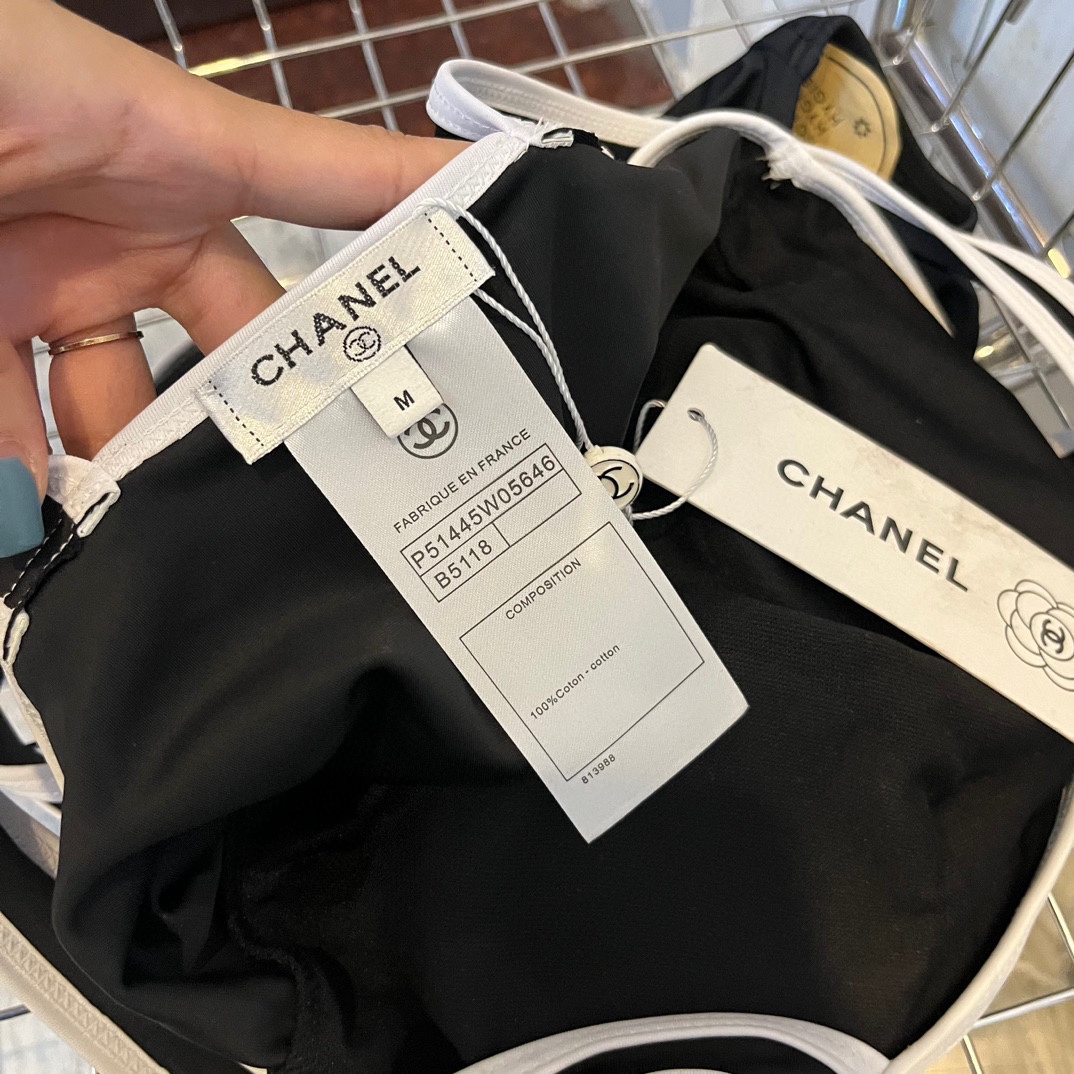 CHANEL
M
FABRIQUE EN FRANCE
P51445W05646
B5118
COMPOSITION
100%Coton - cotton
813988
CHANEL